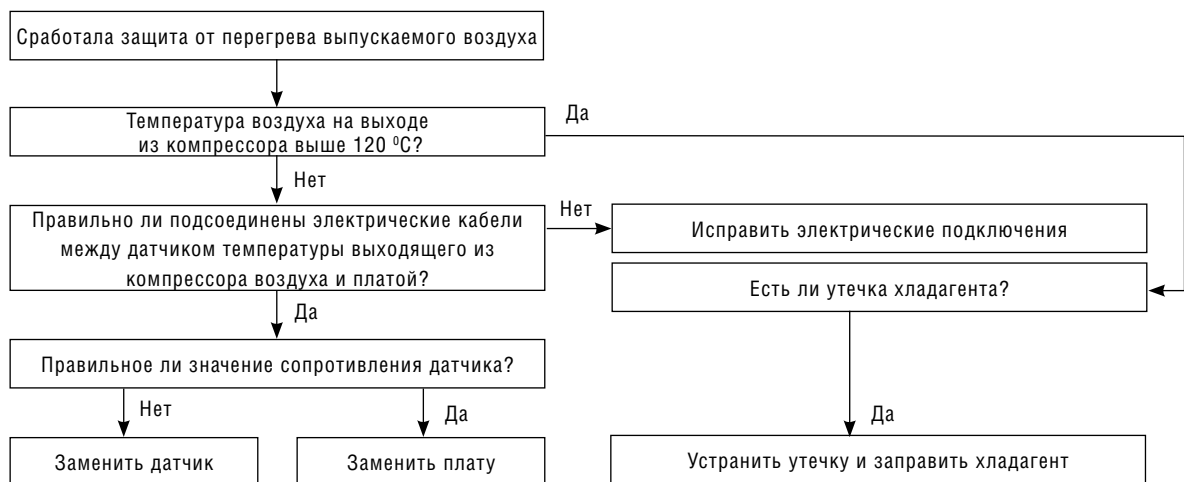 Сработала защита от перегрева выпускаемого воздуха
Да
Температура воздуха на выходе
из компрессора выше 120 ⁰С?
Нет
Правильно ли подсоединены электрические кабели
между датчиком температуры выходящего из
компрессора воздуха и платой?
Нет
Исправить электрические подключения
Есть ли утечка хладагента?
Да
Правильное ли значение сопротивления датчика?
Нет
Да
Да
Заменить датчик
Заменить плату
Устранить утечку и заправить хладагент